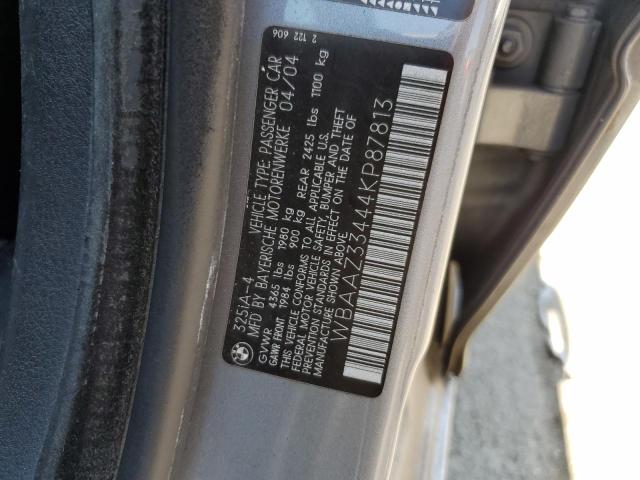 2 122 606
325iA-4 VEHICLE TYPE: PASSENGER CAR
MFD BY BAYERISCHE MOTORENWERKE 04/04
GVWR 4365 lbs 1980 kg
GAWR FRONT 1984 lbs 900 kg REAR 2425 lbs 1100 kg
THIS VEHICLE CONFORMS TO ALL APPLICABLE U.S.
FEDERAL MOTOR VEHICLE SAFETY, BUMPER AND THEFT
PREVENTION STANDARDS IN EFFECT ON THE DATE OF
MANUFACTURE SHOWN ABOVE
WBAAZ33444KP87813